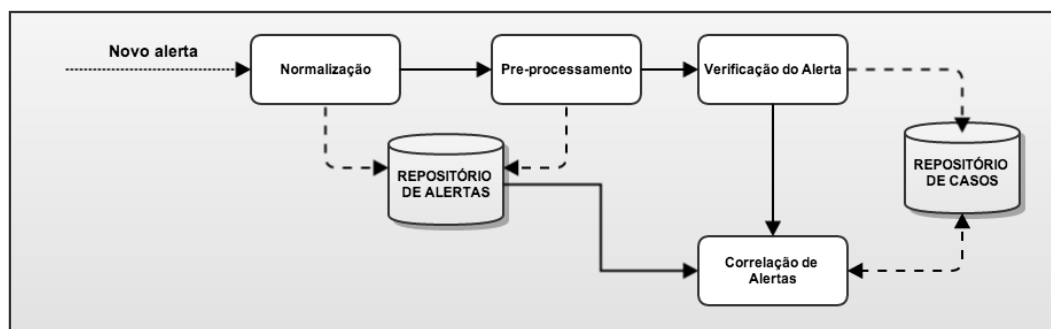 Novo alerta
Normalização
Pre-processamento
Verificação do Alerta
REPOSITÓRIO
DE ALERTAS
REPOSITÓRIO
DE CASOS
Correlação de
Alertas